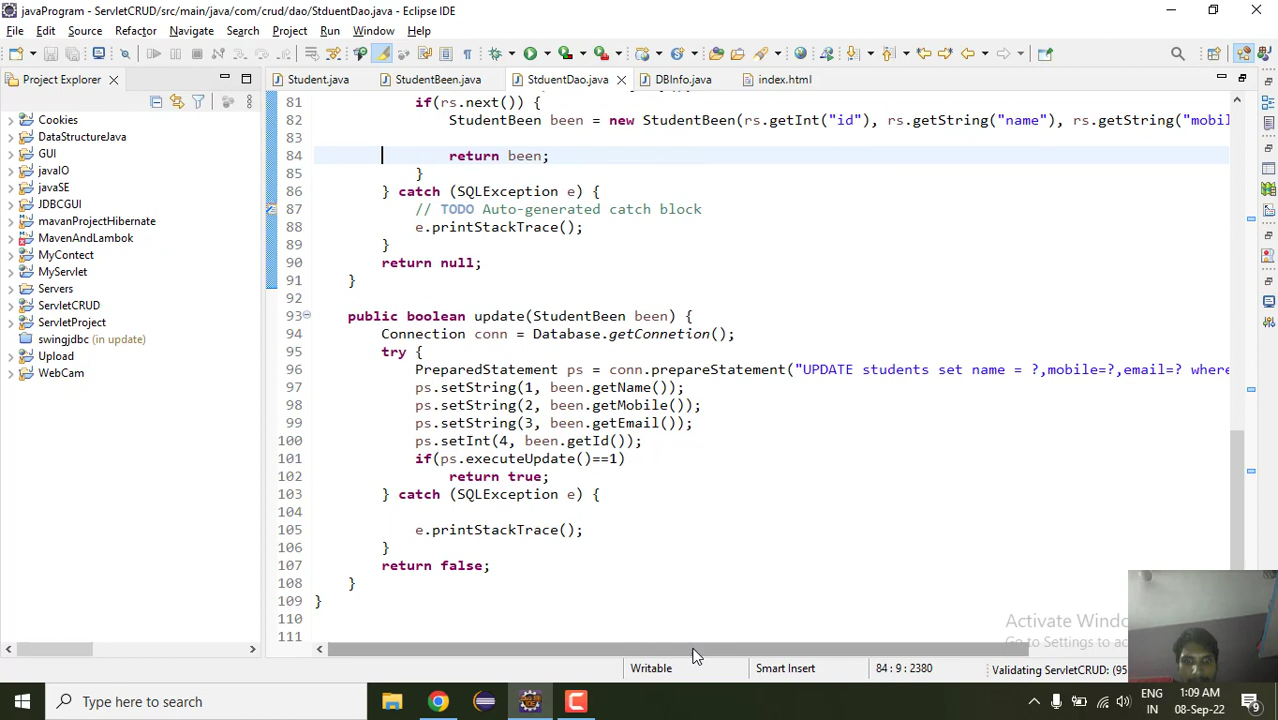 javaProgram - ServletCRUD/src/main/java/com/crud/dao/StduentDao.java - Eclipse IDE
File Edit Source Refactor Navigate Search Project Run Window Help
Project Explorer
Student.java StudentBeen.java StduentDao.java DBInfo.java index.html
Cookies
DataStructureJava
GUI
javaIO
javaSE
JDBCGUI
mavanProjectHibernate
MavenAndLambok
MyContect
MyServlet
Servers
ServletCRUD
ServletProject
swingjdbc (in update)
Upload
WebCam
81 if(rs.next()) {
82 StudentBeen been = new StudentBeen(rs.getInt("id"), rs.getString("name"), rs.getString("mobil
83
84 return been;
85 }
86 } catch (SQLException e) {
87 // TODO Auto-generated catch block
88 e.printStackTrace();
89 }
90 return null;
91 }
92
93 public boolean update(StudentBeen been) {
94 Connection conn = Database.getConnetion();
95 try {
96 PreparedStatement ps = conn.prepareStatement("UPDATE students set name = ?,mobile=?,email=? where
97 ps.setString(1, been.getName());
98 ps.setString(2, been.getMobile());
99 ps.setString(3, been.getEmail());
100 ps.setInt(4, been.getId());
101 if(ps.executeUpdate()==1)
102 return true;
103 } catch (SQLException e) {
104
105 e.printStackTrace();
106 }
107 return false;
108 }
109 }
110
111
Activate Windo
Go to Settings to ac
Writable Smart Insert 84 : 9 : 2380 Validating ServletCRUD: (95
Type here to search
ENG
IN
1:09 AM
08-Sep-22
9